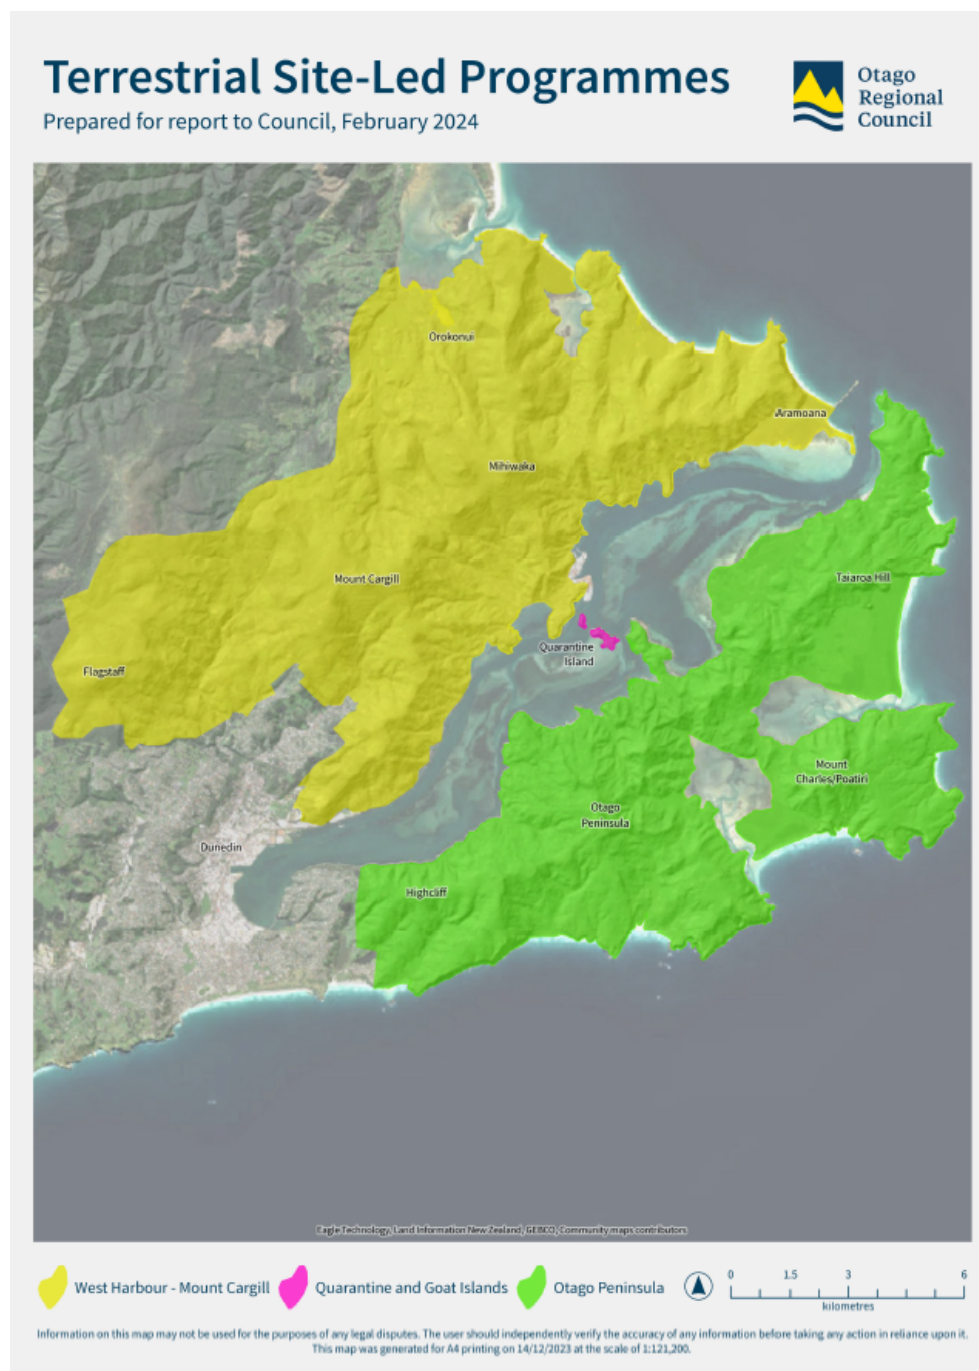 Terrestrial Site-Led Programmes
Prepared for report to Council, February 2024
Otago
Regional
Council
Orokonui
Aramoana
Mihiwaka
Mount Cargill
Taiaroa Hill
Quarantine
Island
Flagstaff
Mount
Charles/Poatiri
Otago
Peninsula
Dunedin
Highcliff
Eagle Technology, Land Information New Zealand, GEBCO, Community maps contributors
West Harbour - Mount Cargill
Quarantine and Goat Islands
Otago Peninsula
0 1.5 3 6
kilometres
Information on this map may not be used for the purposes of any legal disputes. The user should independently verify the accuracy of any information before taking any action in reliance upon it.
This map was generated for A4 printing on 14/12/2023 at the scale of 1:121,200.